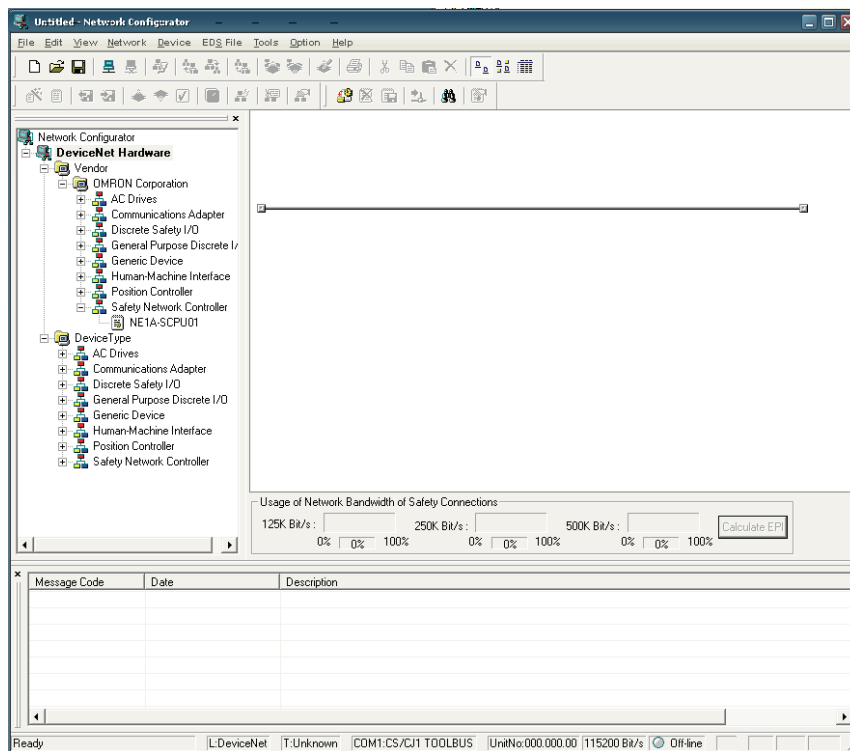 Untitled - Network Configurator
File Edit View Network Device EDS File Tools Option Help
Network Configurator
DeviceNet Hardware
Vendor
OMRON Corporation
AC Drives
Communications Adapter
Discrete Safety I/O
General Purpose Discrete I/
Generic Device
Human-Machine Interface
Position Controller
Safety Network Controller
NE1A-SCPU01
DeviceType
AC Drives
Communications Adapter
Discrete Safety I/O
General Purpose Discrete I/O
Generic Device
Human-Machine Interface
Position Controller
Safety Network Controller
Usage of Network Bandwidth of Safety Connections
125K Bit/s : 250K Bit/s : 500K Bit/s : Calculate EPI
0% 0% 100% 0% 0% 100% 0% 0% 100%
Message Code Date Description
Ready L:DeviceNet T:Unknown COM1:CS/CJ1 TOOLBUS UnitNo:000.000.00 115200 Bit/s Off-line